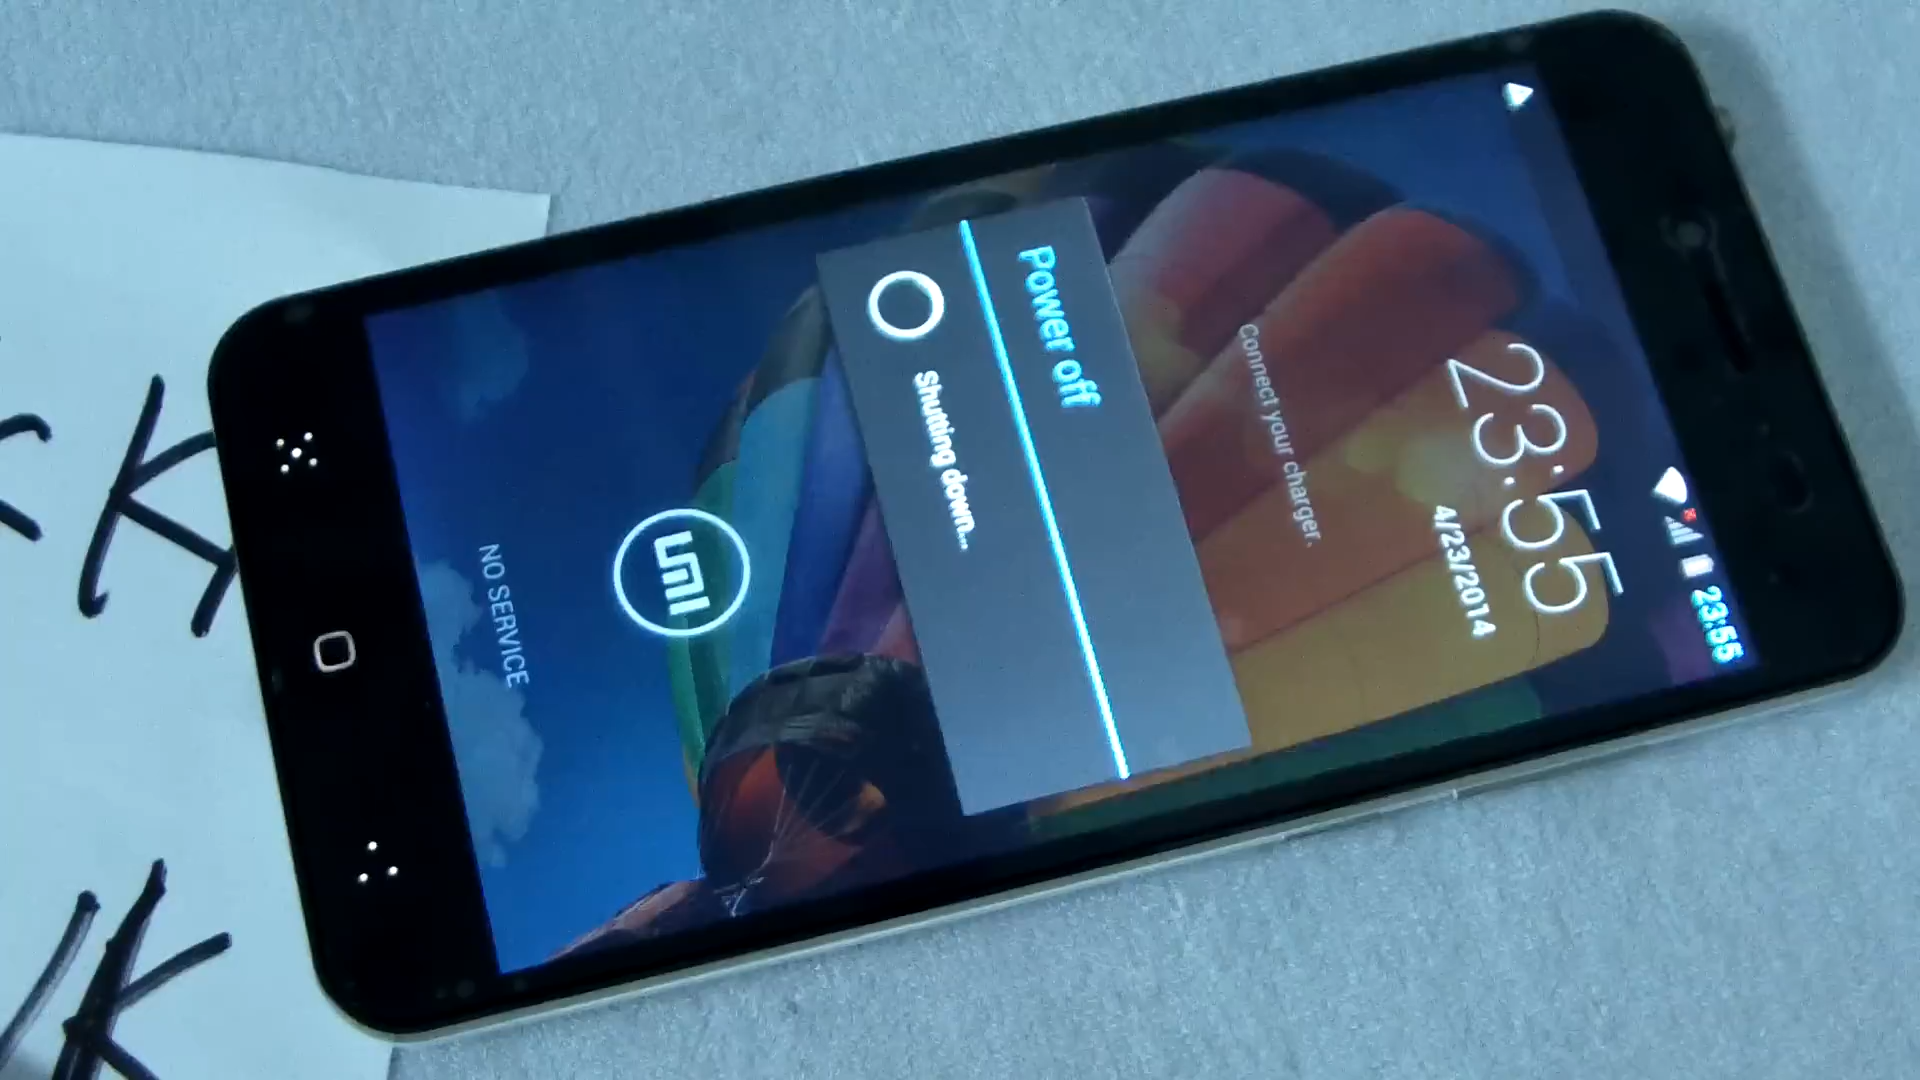 23:55
23:55
4/23/2014
Connect your charger.
Power off
Shutting down...
UMI
NO SERVICE
K
K